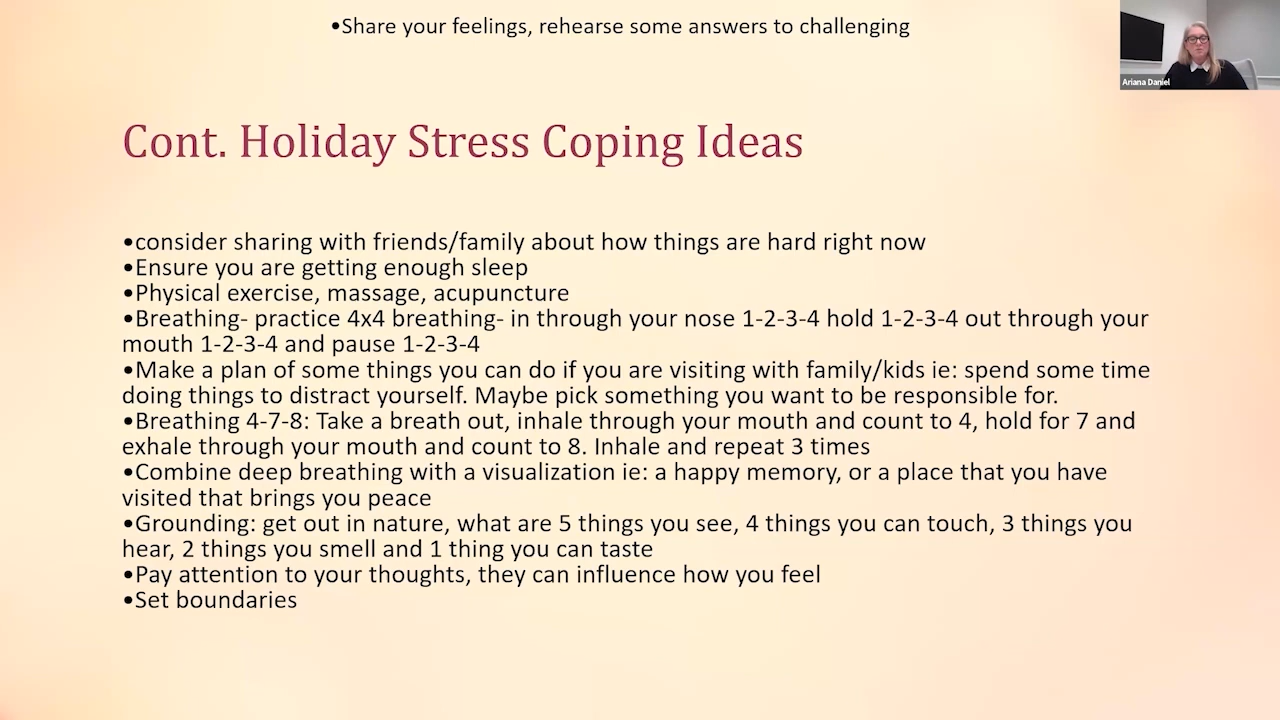 •Share your feelings, rehearse some answers to challenging
Ariana Daniel
Cont. Holiday Stress Coping Ideas
•consider sharing with friends/family about how things are hard right now
•Ensure you are getting enough sleep
•Physical exercise, massage, acupuncture
•Breathing- practice 4x4 breathing- in through your nose 1-2-3-4 hold 1-2-3-4 out through your
mouth 1-2-3-4 and pause 1-2-3-4
•Make a plan of some things you can do if you are visiting with family/kids ie: spend some time
doing things to distract yourself. Maybe pick something you want to be responsible for.
•Breathing 4-7-8: Take a breath out, inhale through your mouth and count to 4, hold for 7 and
exhale through your mouth and count to 8. Inhale and repeat 3 times
•Combine deep breathing with a visualization ie: a happy memory, or a place that you have
visited that brings you peace
•Grounding: get out in nature, what are 5 things you see, 4 things you can touch, 3 things you
hear, 2 things you smell and 1 thing you can taste
•Pay attention to your thoughts, they can influence how you feel
•Set boundaries